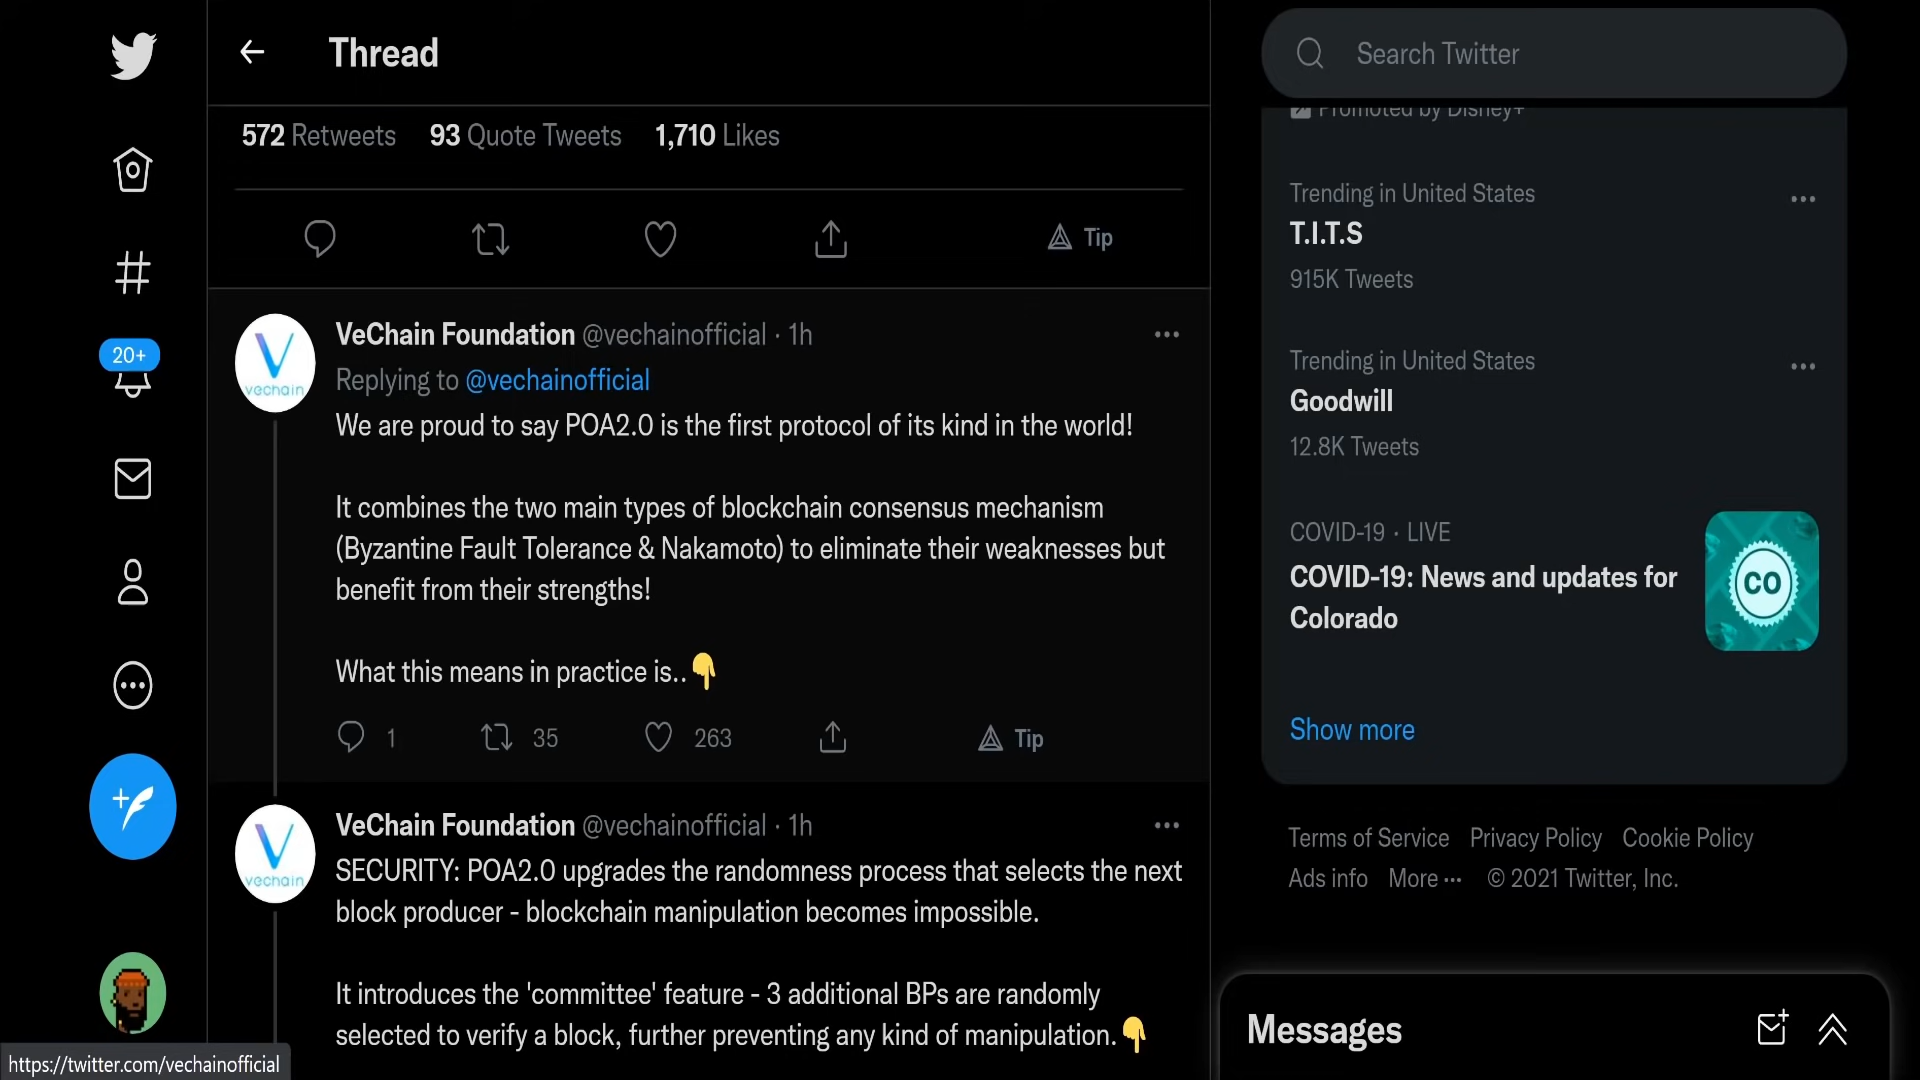 Thread
572 Retweets 93 Quote Tweets 1,710 Likes
Tip
VeChain Foundation @vechainofficial · 1h
Replying to @vechainofficial
We are proud to say POA2.0 is the first protocol of its kind in the world!
It combines the two main types of blockchain consensus mechanism
(Byzantine Fault Tolerance & Nakamoto) to eliminate their weaknesses but
benefit from their strengths!
What this means in practice is..👇
1 35 263 Tip
vechain
VeChain Foundation @vechainofficial · 1h
SECURITY: POA2.0 upgrades the randomness process that selects the next
block producer - blockchain manipulation becomes impossible.
It introduces the 'committee' feature - 3 additional BPs are randomly
selected to verify a block, further preventing any kind of manipulation.👇
vechain
20+
https://twitter.com/vechainofficial
Search Twitter
Promoted by Disney+
Trending in United States
T.I.T.S
915K Tweets
Trending in United States
Goodwill
12.8K Tweets
COVID-19 · LIVE
COVID-19: News and updates for
Colorado
CO
Show more
Terms of Service Privacy Policy Cookie Policy
Ads info More ··· © 2021 Twitter, Inc.
Messages